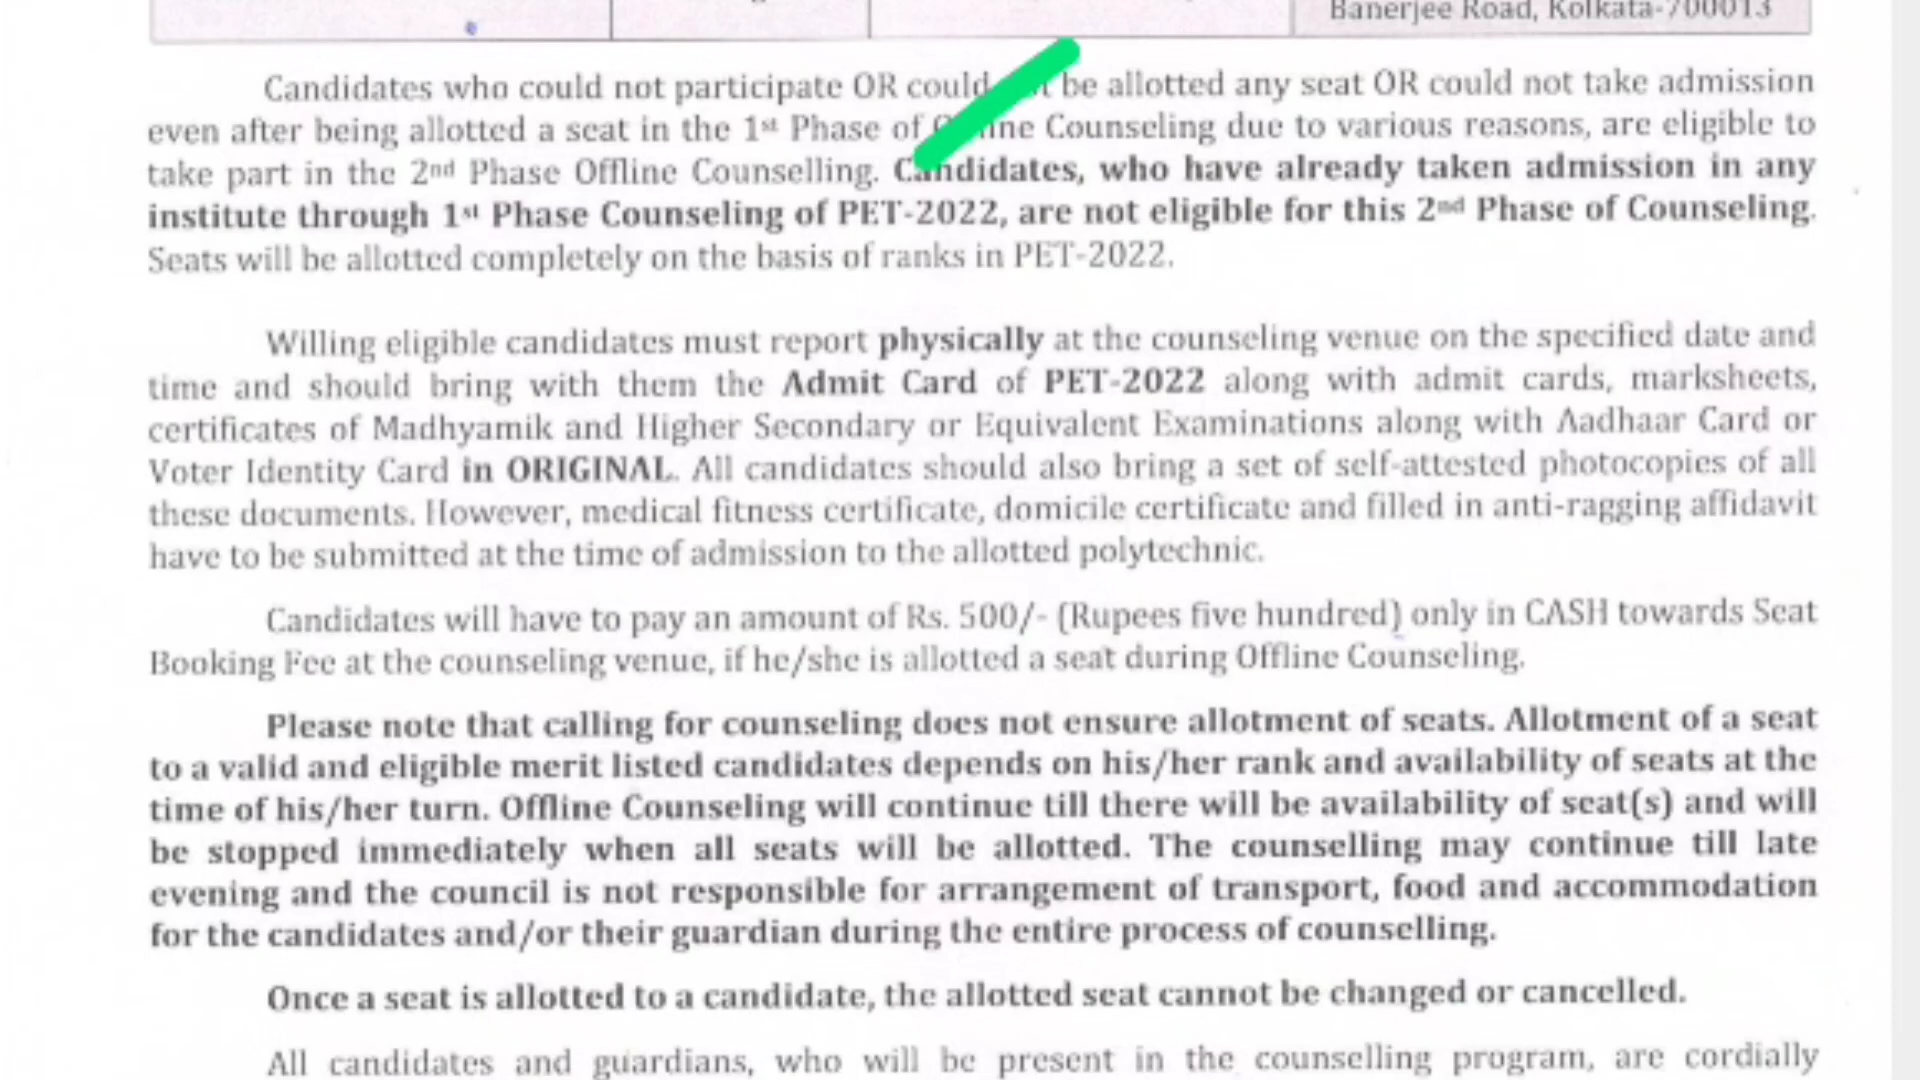 Banerjee Road, Kolkata-700013
Candidates who could not participate OR could be allotted any seat OR could not take admission
even after being allotted a seat in the 1st Phase of Counseling due to various reasons, are eligible to
take part in the 2nd Phase Offline Counselling. Candidates, who have already taken admission in any
institute through 1st Phase Counseling of PET-2022, are not eligible for this 2nd Phase of Counseling.
Seats will be allotted completely on the basis of ranks in PET-2022.
Willing eligible candidates must report physically at the counseling venue on the specified date and
time and should bring with them the Admit Card of PET-2022 along with admit cards, marksheets,
certificates of Madhyamik and Higher Secondary or Equivalent Examinations along with Aadhaar Card or
Voter Identity Card in ORIGINAL. All candidates should also bring a set of self-attested photocopies of all
these documents. However, medical fitness certificate, domicile certificate and filled in anti-ragging affidavit
have to be submitted at the time of admission to the allotted polytechnic.
Candidates will have to pay an amount of Rs. 500/- (Rupees five hundred) only in CASH towards Seat
Booking Fee at the counseling venue, if he/she is allotted a seat during Offline Counseling.
Please note that calling for counseling does not ensure allotment of seats. Allotment of a seat
to a valid and eligible merit listed candidates depends on his/her rank and availability of seats at the
time of his/her turn. Offline Counseling will continue till there will be availability of seat(s) and will
be stopped immediately when all seats will be allotted. The counselling may continue till late
evening and the council is not responsible for arrangement of transport, food and accommodation
for the candidates and/or their guardian during the entire process of counselling.
Once a seat is allotted to a candidate, the allotted seat cannot be changed or cancelled.
All candidates and guardians, who will be present in the counselling program, are cordially